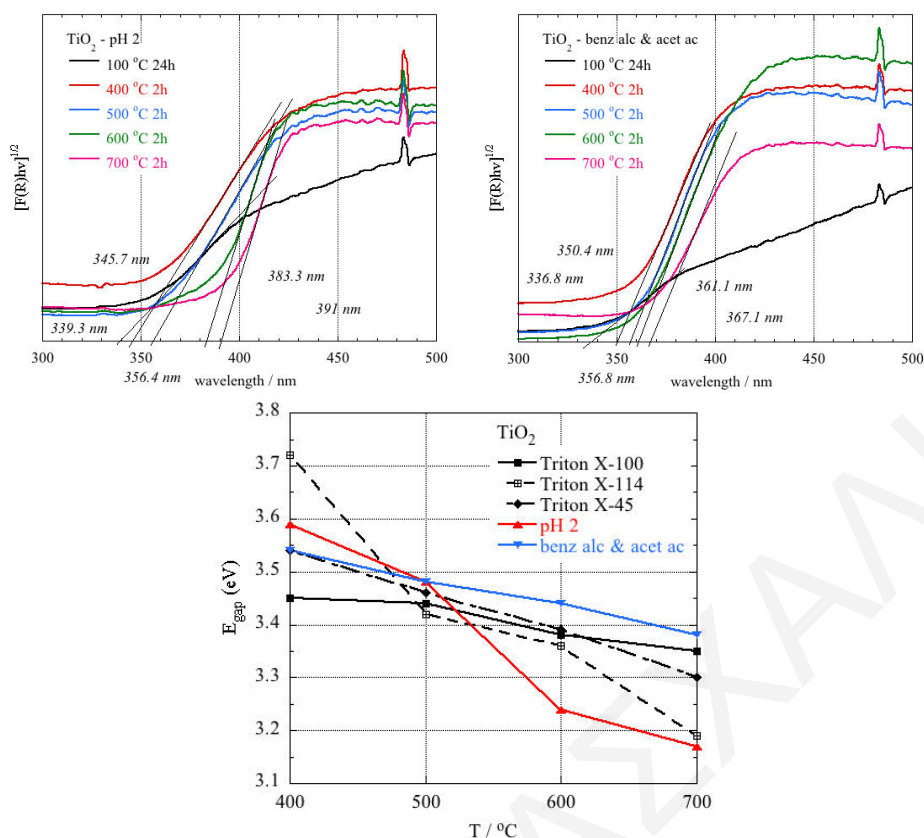 TiO2 - pH 2
100 °C 24h
400 °C 2h
500 °C 2h
600 °C 2h
700 °C 2h
[F(R)hv]1/2
345.7 nm
383.3 nm
391 nm
339.3 nm
356.4 nm
300 350 400 450 500
wavelength / nm
TiO2 - benz alc & acet ac
100 °C 24h
400 °C 2h
500 °C 2h
600 °C 2h
700 °C 2h
[F(R)hv]1/2
350.4 nm
336.8 nm
361.1 nm
367.1 nm
300 350 400 450 500
wavelength / nm
356.8 nm
3.8
3.7
3.6
3.5
3.4
3.3
3.2
3.1
Egap (eV)
TiO2
Triton X-100
Triton X-114
Triton X-45
pH 2
benz alc & acet ac
400 500 600 700
T / °C
ΑΣΧΑΛ